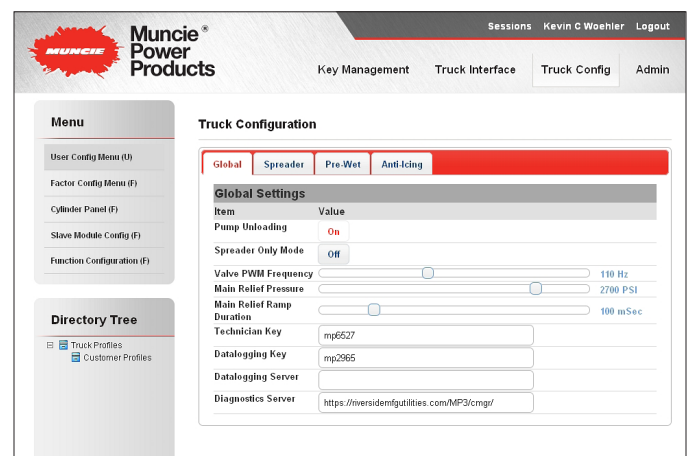 Sessions Kevin C Woehler Logout
MUNCIE
Muncie®
Power
Products
Key Management Truck Interface Truck Config Admin
Menu
User Config Menu (U)
Factor Config Menu (F)
Cylinder Panel (F)
Slave Module Config (F)
Function Configuration (F)
Directory Tree
Truck Profiles
Customer Profiles
Truck Configuration
Global Spreader Pre-Wet Anti-Icing
Global Settings
Item Value
Pump Unloading On
Spreader Only Mode Off
Valve PWM Frequency 110 Hz
Main Relief Pressure 2700 PSI
Main Relief Ramp
Duration 100 mSec
Technician Key mp6527
Datalogging Key mp2965
Datalogging Server
Diagnostics Server https://riversidemfgutilities.com/MP3/cmgr/